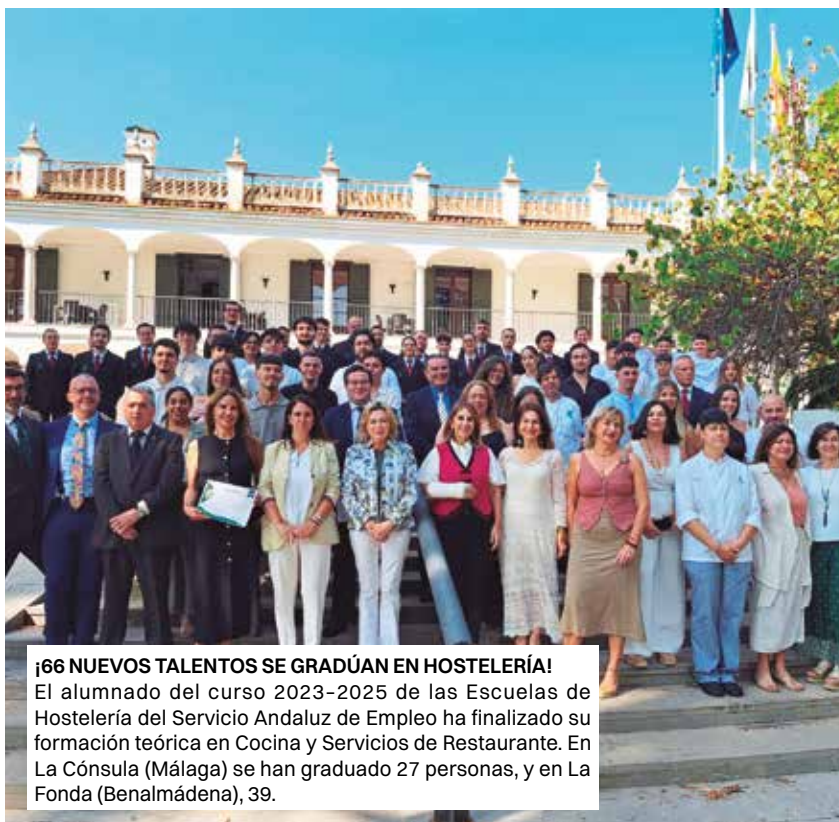 ¡66 NUEVOS TALENTOS SE GRADÚAN EN HOSTELERÍA!
El alumnado del curso 2023-2025 de las Escuelas de
Hostelería del Servicio Andaluz de Empleo ha finalizado su
formación teórica en Cocina y Servicios de Restaurante. En
La Cónsula (Málaga) se han graduado 27 personas, y en La
Fonda (Benalmádena), 39.